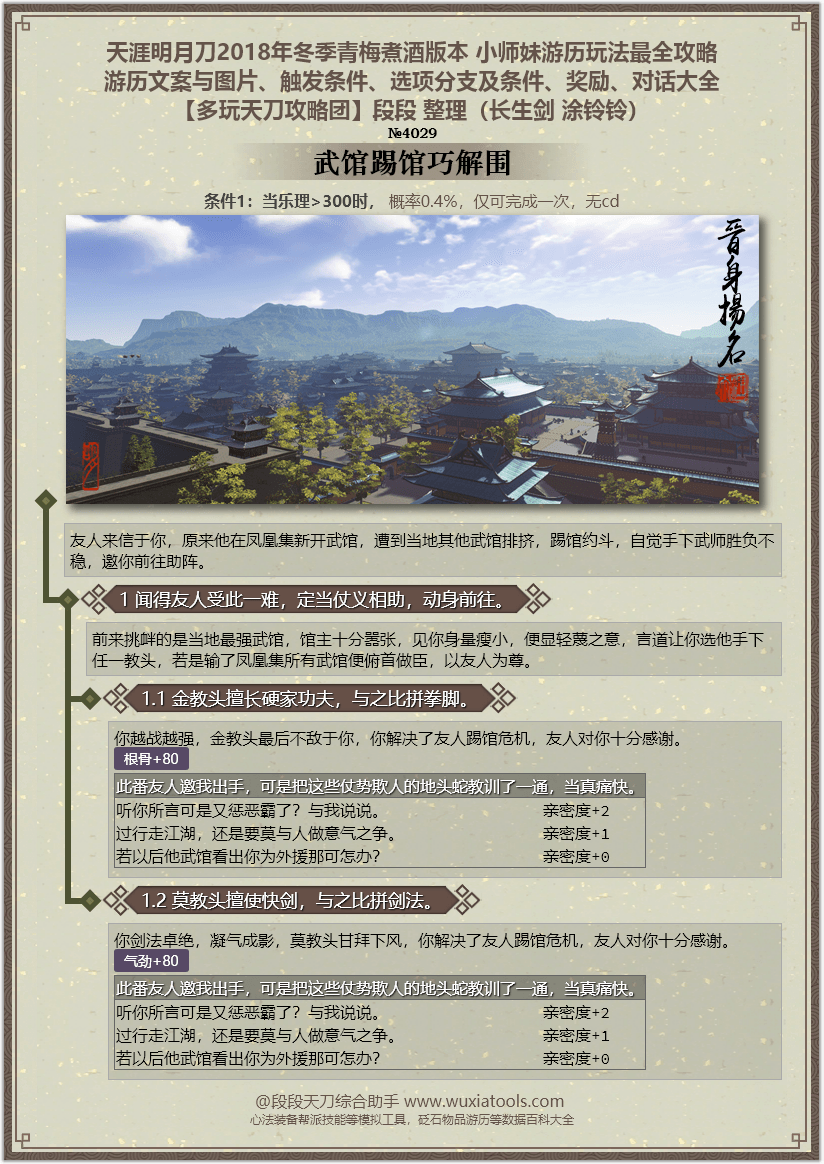 天涯明月刀2018年冬季青梅煮酒版本 小师妹游历玩法最全攻略
游历文案与图片、触发条件、选项分支及条件、奖励、对话大全
【多玩天刀攻略团】段段 整理（长生剑 涂铃铃）
№4029
武馆踢馆巧解围
条件1：当乐理>300时， 概率0.4%，仅可完成一次，无cd
晋身揚名
友人来信于你，原来他在凤凰集新开武馆，遭到当地其他武馆排挤，踢馆约斗，自觉手下武师胜负不
稳，邀你前往助阵。
1 闻得友人受此一难，定当仗义相助，动身前往。
前来挑衅的是当地最强武馆，馆主十分嚣张，见你身量瘦小，便显轻蔑之意，言道让你选他手下
任一教头，若是输了凤凰集所有武馆便俯首做臣，以友人为尊。
1.1 金教头擅长硬家功夫，与之比拼拳脚。
你越战越强，金教头最后不敌于你，你解决了友人踢馆危机，友人对你十分感谢。
根骨+80
此番友人邀我出手，可是把这些仗势欺人的地头蛇教训了一通，当真痛快。
听你所言可是又惩恶霸了？与我说说。 亲密度+2
过行走江湖，还是要莫与人做意气之争。 亲密度+1
若以后他武馆看出你为外援那可怎办？ 亲密度+0
1.2 莫教头擅使快剑，与之比拼剑法。
你剑法卓绝，凝气成影，莫教头甘拜下风，你解决了友人踢馆危机，友人对你十分感谢。
气劲+80
此番友人邀我出手，可是把这些仗势欺人的地头蛇教训了一通，当真痛快。
听你所言可是又惩恶霸了？与我说说。 亲密度+2
过行走江湖，还是要莫与人做意气之争。 亲密度+1
若以后他武馆看出你为外援那可怎办？ 亲密度+0
@段段天刀综合助手 www.wuxiatools.com
心法装备帮派技能等模拟工具，砭石物品游历等数据百科大全